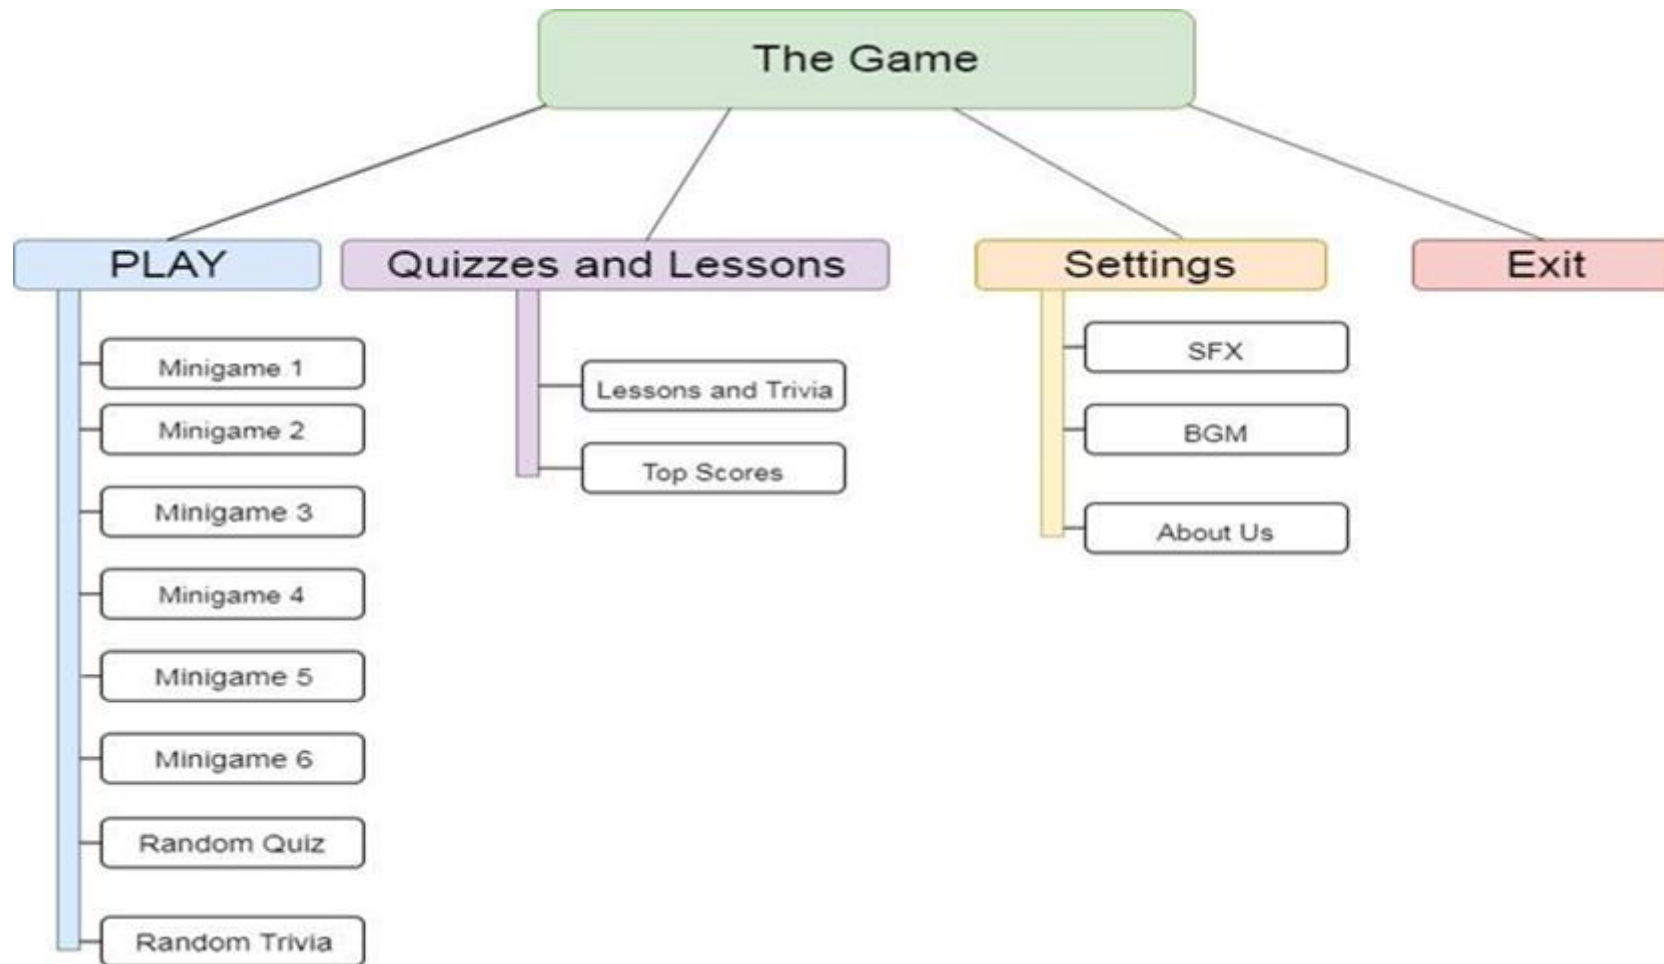 The Game
PLAY
Quizzes and Lessons
Settings
Exit
Minigame 1
Minigame 2
Minigame 3
Minigame 4
Minigame 5
Minigame 6
Random Quiz
Random Trivia
Lessons and Trivia
Top Scores
SFX
BGM
About Us